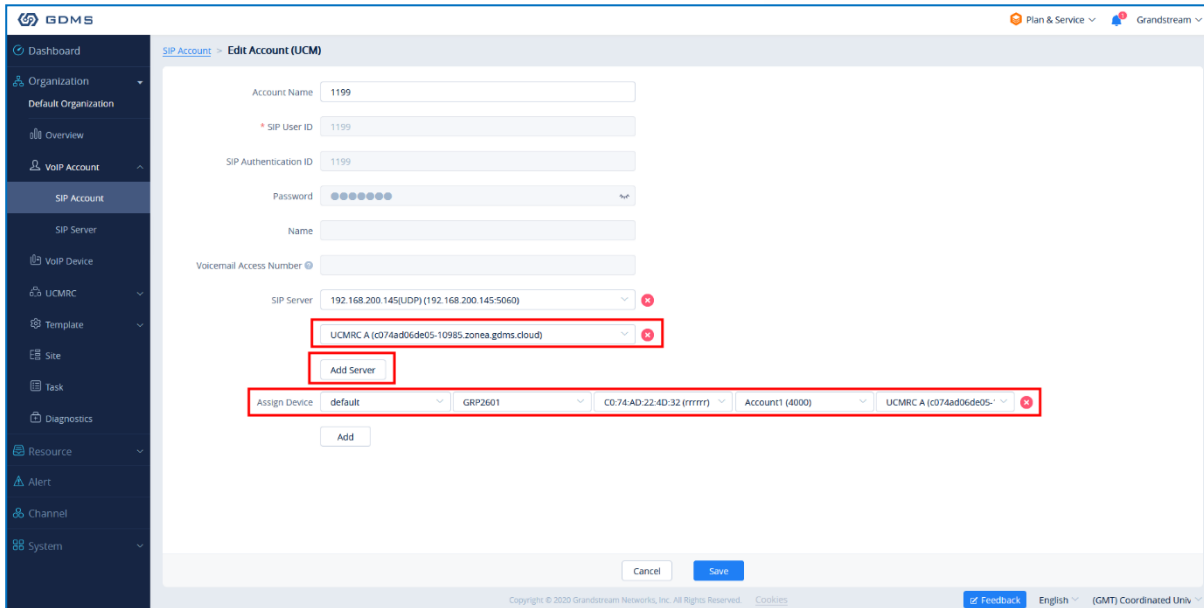 GDMS
Plan & Service
1
Grandstream
Dashboard
Organization
Default Organization
Overview
VoIP Account
SIP Account
SIP Server
VoIP Device
UCMRC
Template
Site
Task
Diagnostics
Resource
Alert
Channel
System
SIP Account > Edit Account (UCM)
Account Name 1199
* SIP User ID 1199
SIP Authentication ID 1199
Password
Name
Voicemail Access Number
SIP Server 192.168.200.145(UDP) (192.168.200.145:5060)
UCMRC A (c074ad06de05-10985.zonea.gdms.cloud)
Add Server
Assign Device default GRP2601 C0:74:AD:22:4D:32 (rrrrrr) Account1 (4000) UCMRC A (c074ad06de05-
Add
Cancel Save
Copyright © 2020 Grandstream Networks, Inc. All Rights Reserved. Cookies
Feedback English (GMT) Coordinated Univ